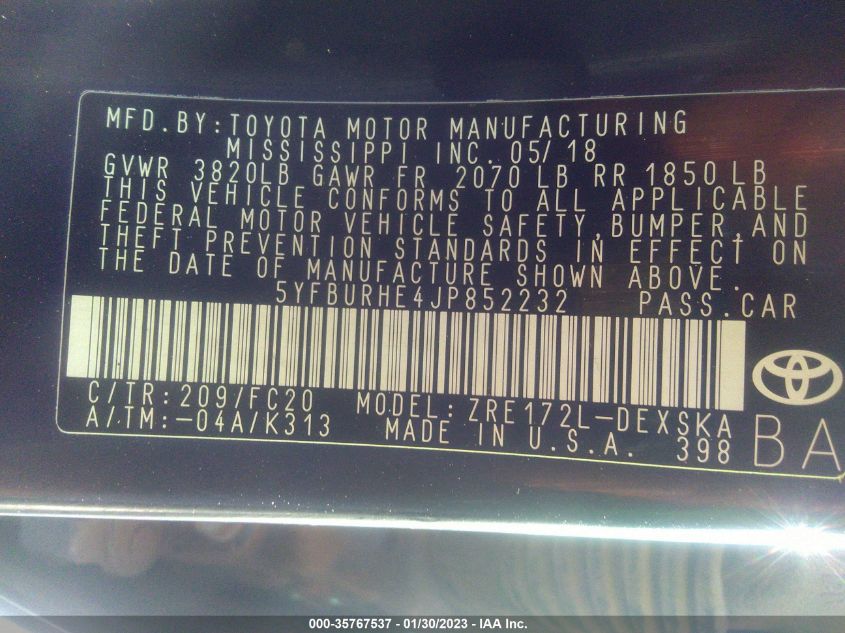 MFD.BY:TOYOTA MOTOR MANUFACTURING
MISSISSIPPI INC. 05/18
GVWR 3820LB GAWR FR 2070 LB RR 1850 LB
THIS VEHICLE CONFORMS TO ALL APPLICABLE
FEDERAL MOTOR VEHICLE SAFETY,BUMPER,AND
THEFT PREVENTION STANDARDS IN EFFECT ON
THE DATE OF MANUFACTURE SHOWN ABOVE.
5YFBURHE4JP852232 PASS.CAR
C/TR:209/FC20 MODEL:ZRE172L-DEXSKA
A/TM:-04A/K313 MADE IN U.S.A. 398
BA
000-35767537 - 01/30/2023 - IAA Inc.